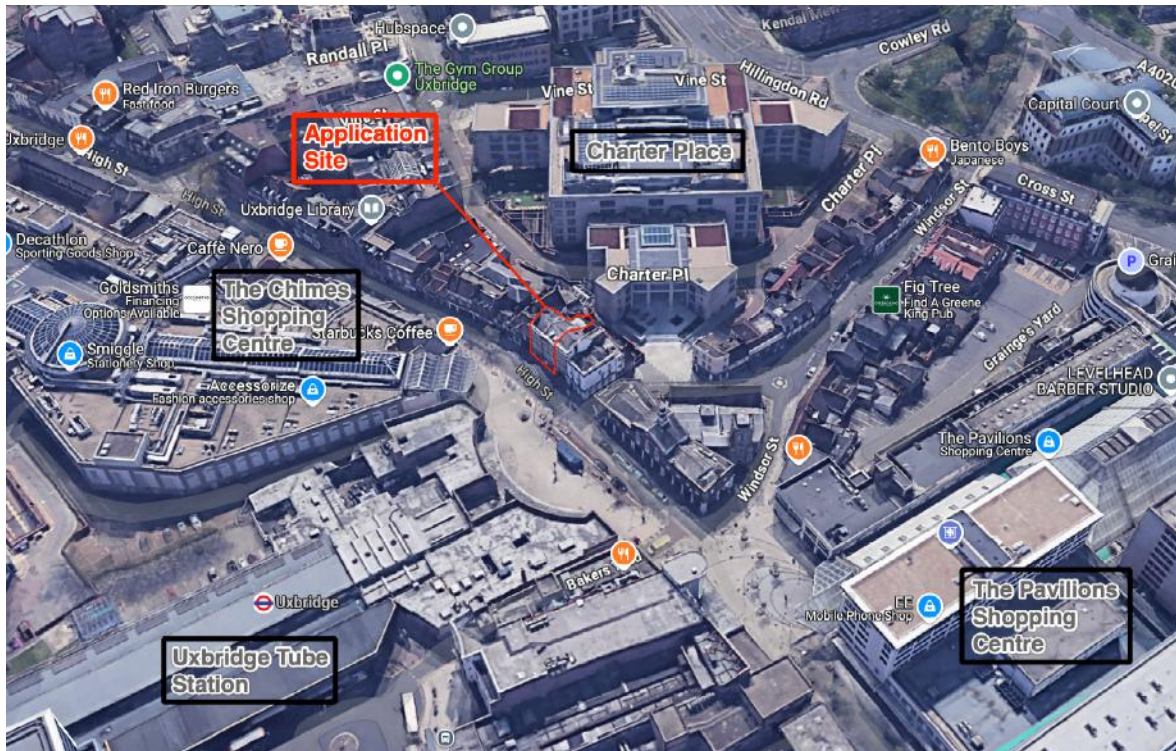 Hubspace
Kendal Mews
Cowley Rd
Randall Pl
The Gym Group
Uxbridge
Vine St
Vine St
Hillingdon Rd
A4020
Red Iron Burgers
Fast food
Capital Court
Uxbridge
High St
Application
Site
Charter Place
Bento Boys
Japanese
Charter Pl
Cross St
High St
Uxbridge Library
Windsor St
Decathlon
Sporting Goods Shop
Caffè Nero
P
Charter Pl
Goldsmiths
Financing
Options Available
The Chimes
Shopping
Centre
Fig Tree
Find A Greene
King Pub
Starbucks Coffee
Grainge's Yard
Smiggle
Stationery Shop
High St
LEVELHEAD
BARBER STUDIO
Accessorize
Fashion accessories shop
The Pavilions
Shopping Centre
Windsor St
Bakers
Uxbridge
EE
Mobile Phone Shop
The Pavilions
Shopping
Centre
Uxbridge Tube
Station